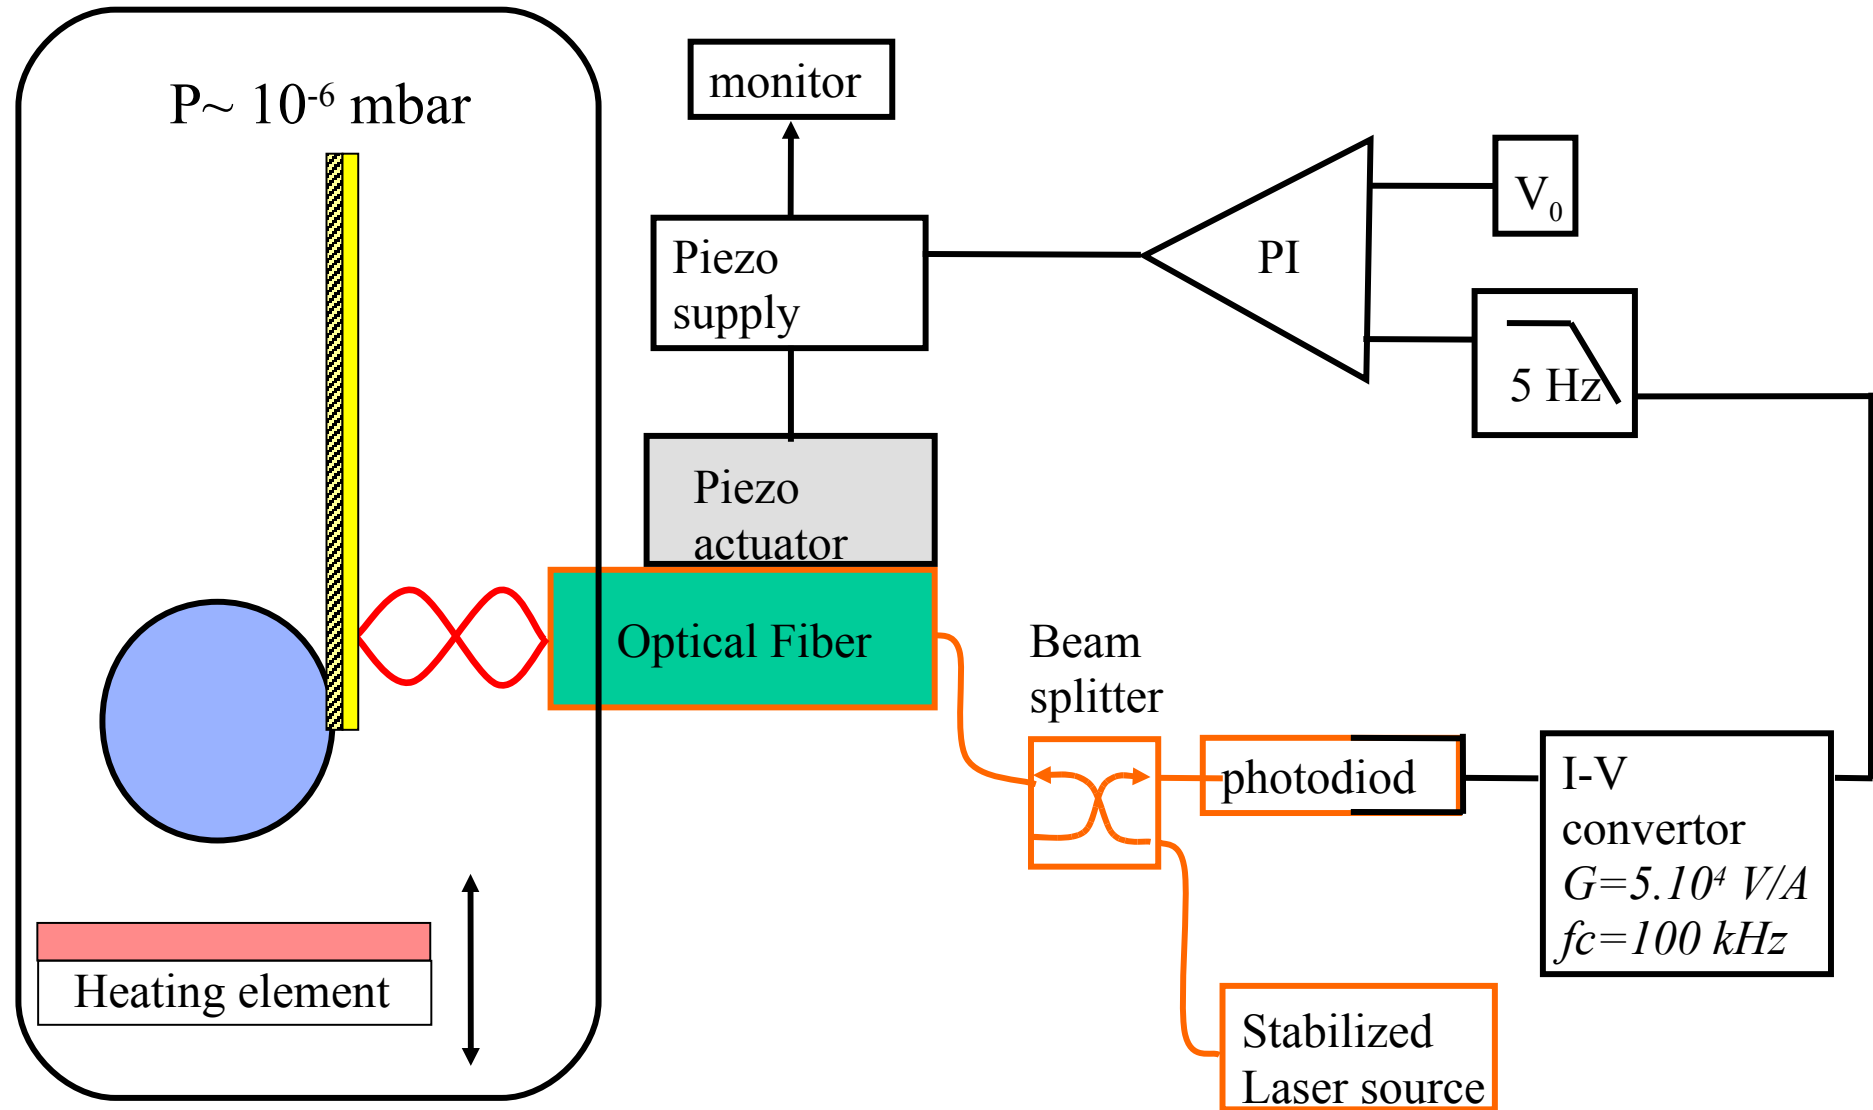 P~ 10⁻⁶ mbar
monitor
V₀
PI
Piezo
supply
5 Hz
Piezo
actuator
Optical Fiber
Beam
splitter
photodiod
I-V
convertor
G=5.10⁴ V/A
fc=100 kHz
Heating element
Stabilized
Laser source